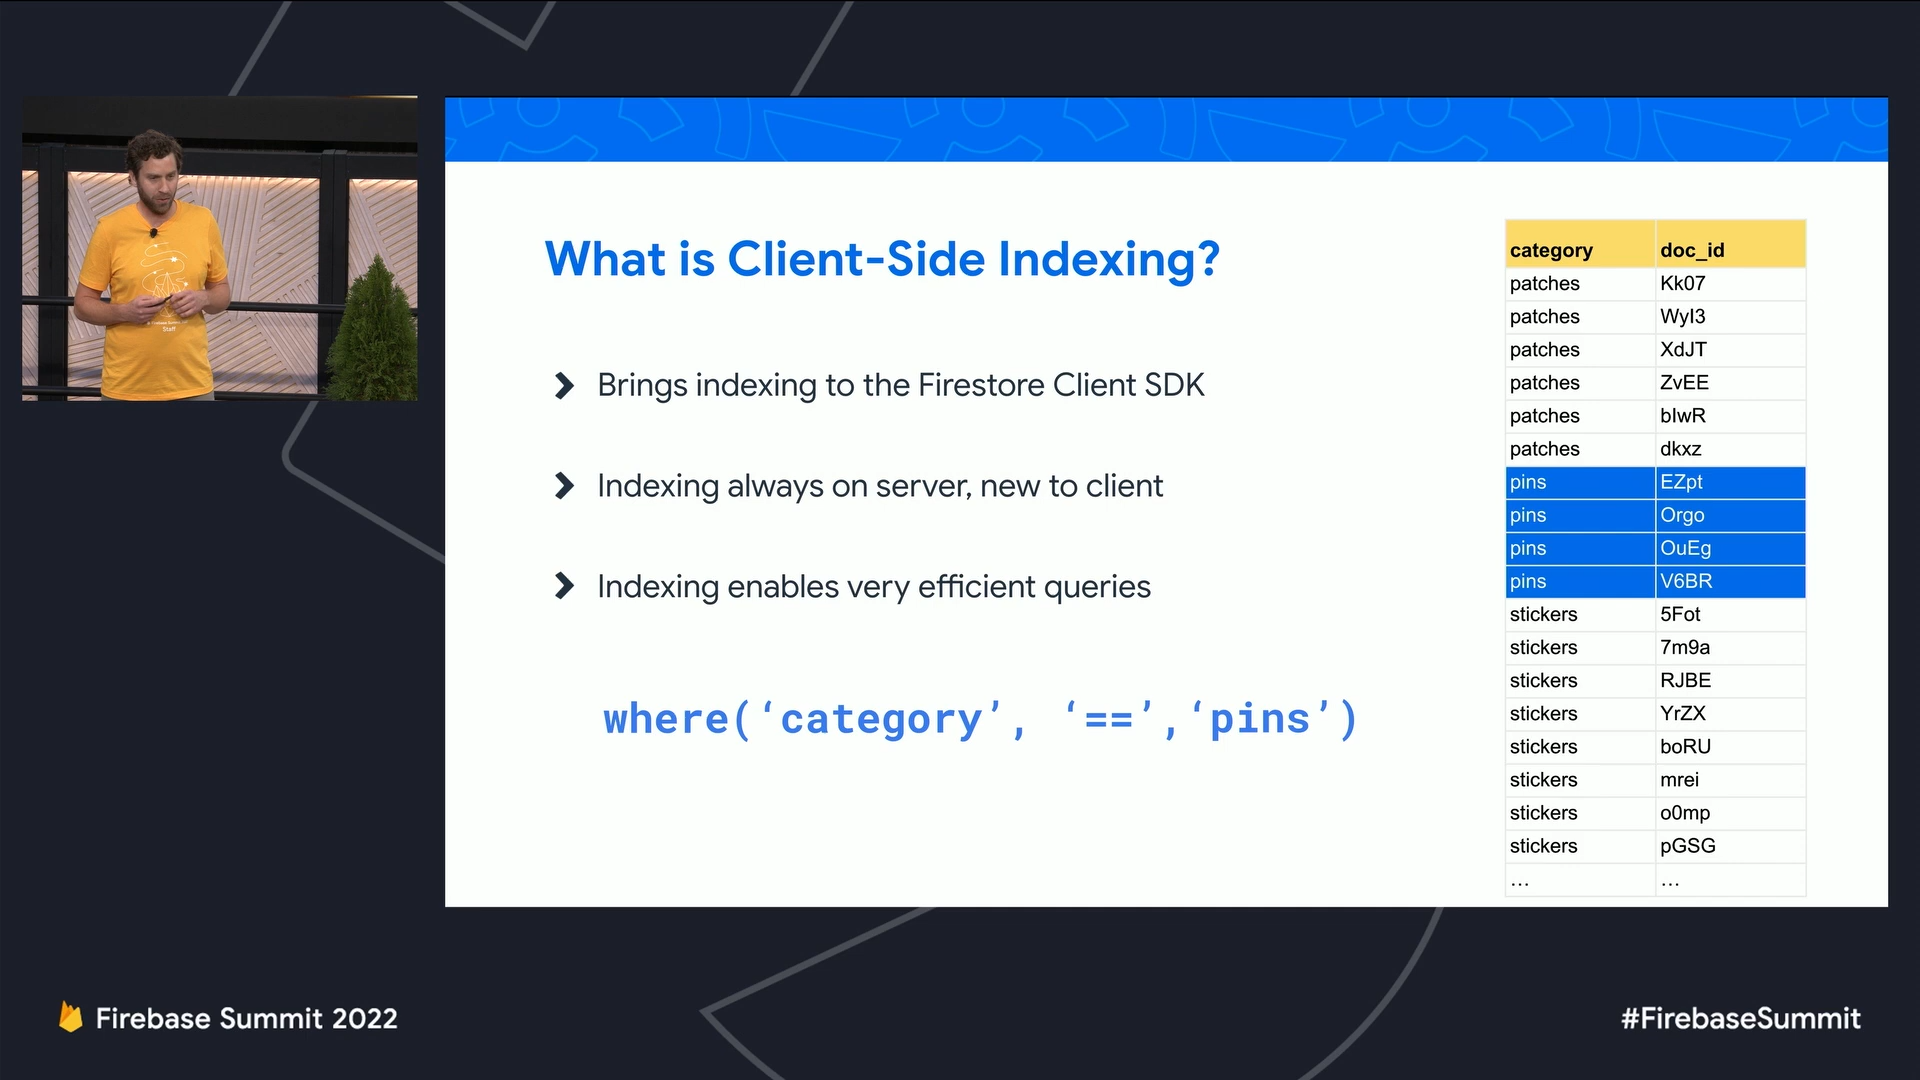 What is Client-Side Indexing?
Brings indexing to the Firestore Client SDK
Indexing always on server, new to client
Indexing enables very efficient queries
where(‘category’, ‘==’,‘pins’)
category doc_id
patches Kk07
patches WyI3
patches XdJT
patches ZvEE
patches bIwR
patches dkxz
pins EZpt
pins Orgo
pins OuEg
pins V6BR
stickers 5Fot
stickers 7m9a
stickers RJBE
stickers YrZX
stickers boRU
stickers mrei
stickers o0mp
stickers pGSG
… …
Staff
Firebase Summit 2022
#FirebaseSummit